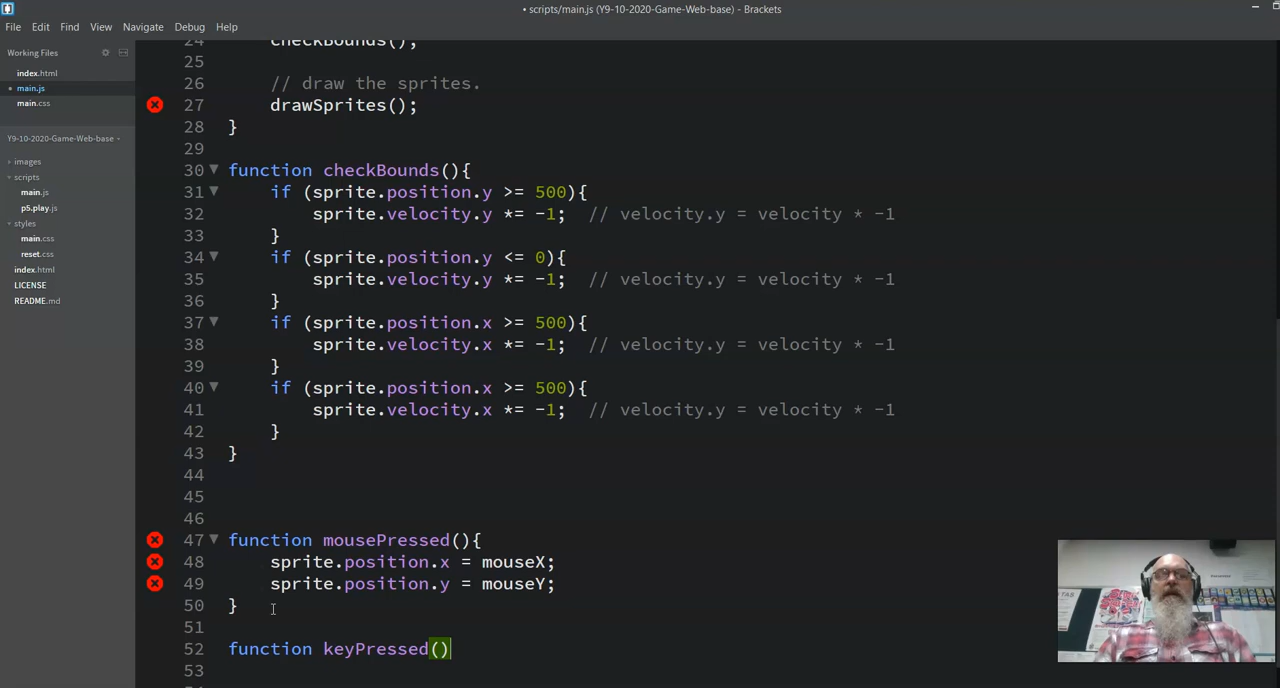 • scripts/main.js (Y9-10-2020-Game-Web-base) - Brackets
File Edit Find View Navigate Debug Help
Working Files
index.html
• main.js
main.css
Y9-10-2020-Game-Web-base
images
scripts
main.js
p5.play.js
styles
main.css
reset.css
index.html
LICENSE
README.md
24 checkBounds();
25
26 // draw the sprites.
27 drawSprites();
28 }
29
30 function checkBounds(){
31 if (sprite.position.y >= 500){
32 sprite.velocity.y *= -1; // velocity.y = velocity * -1
33 }
34 if (sprite.position.y <= 0){
35 sprite.velocity.y *= -1; // velocity.y = velocity * -1
36 }
37 if (sprite.position.x >= 500){
38 sprite.velocity.x *= -1; // velocity.y = velocity * -1
39 }
40 if (sprite.position.x >= 500){
41 sprite.velocity.x *= -1; // velocity.y = velocity * -1
42 }
43 }
44
45
46
47 function mousePressed(){
48 sprite.position.x = mouseX;
49 sprite.position.y = mouseY;
50 }
51
52 function keyPressed()
53